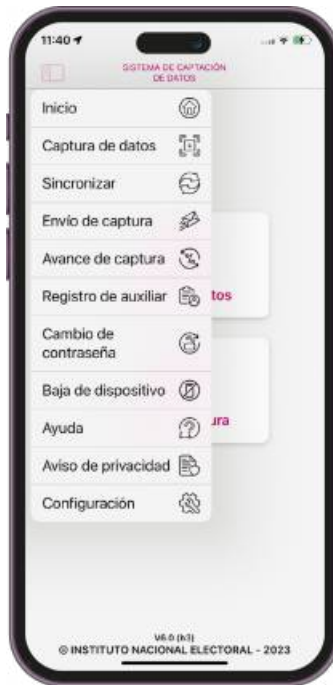 11:40
SISTEMA DE CAPTACIÓN
DE DATOS
Inicio
Captura de datos
Sincronizar
Envío de captura
Avance de captura
Registro de auxiliar
tos
Cambio de
contraseña
Baja de dispositivo
Ayuda
ura
Aviso de privacidad
Configuración
V6.0 (b3)
© INSTITUTO NACIONAL ELECTORAL - 2023